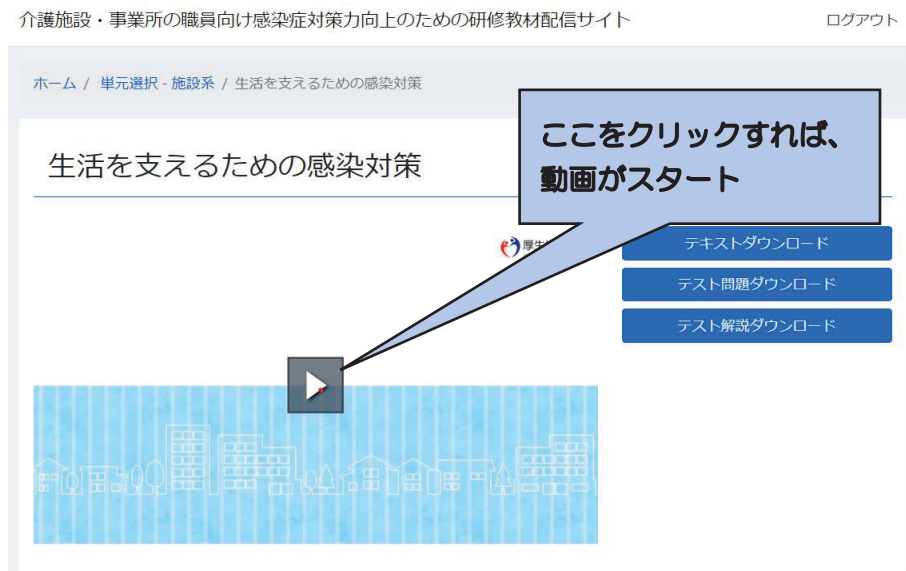 介護施設・事業所の職員向け感染症対策力向上のための研修教材配信サイト
ログアウト
ホーム / 単元選択 - 施設系 / 生活を支えるための感染対策
ここをクリックすれば、
動画がスタート
生活を支えるための感染対策
厚生
テキストダウンロード
テスト問題ダウンロード
テスト解説ダウンロード